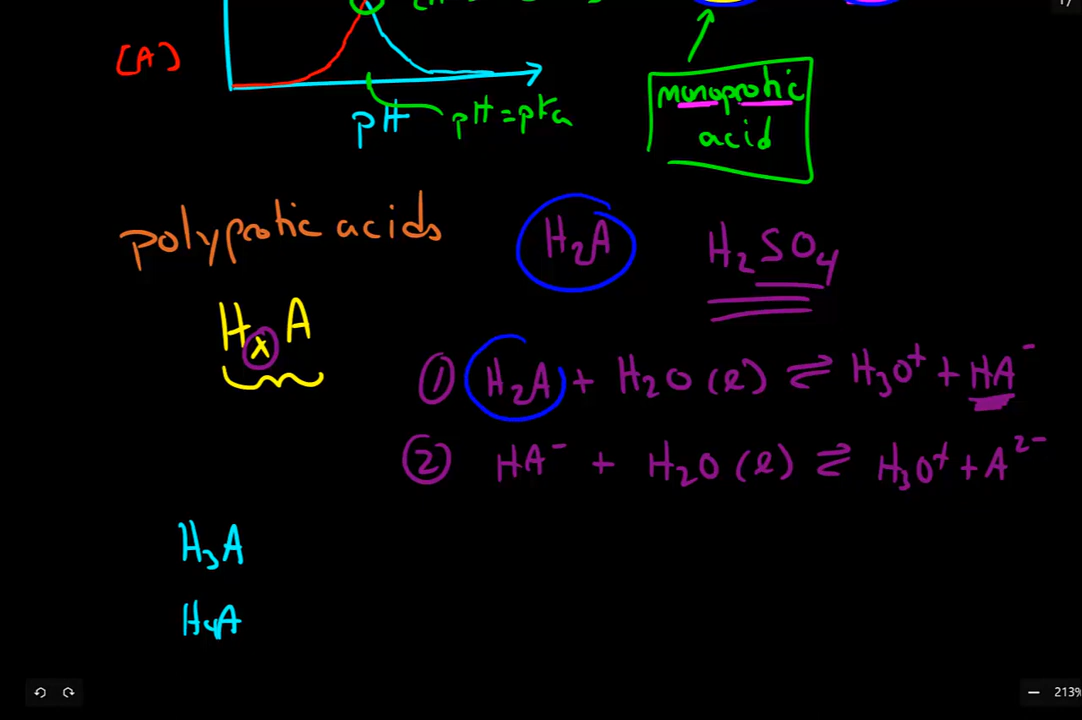 [A]
pH
pH = pKa
monoprotic
acid
polyprotic acids
H₂A
H₂SO₄
HₓA
① H₂A + H₂O (l) ⇌ H₃O⁺ + HA⁻
② HA⁻ + H₂O (l) ⇌ H₃O⁺ + A²⁻
H₃A
H₄A
213%